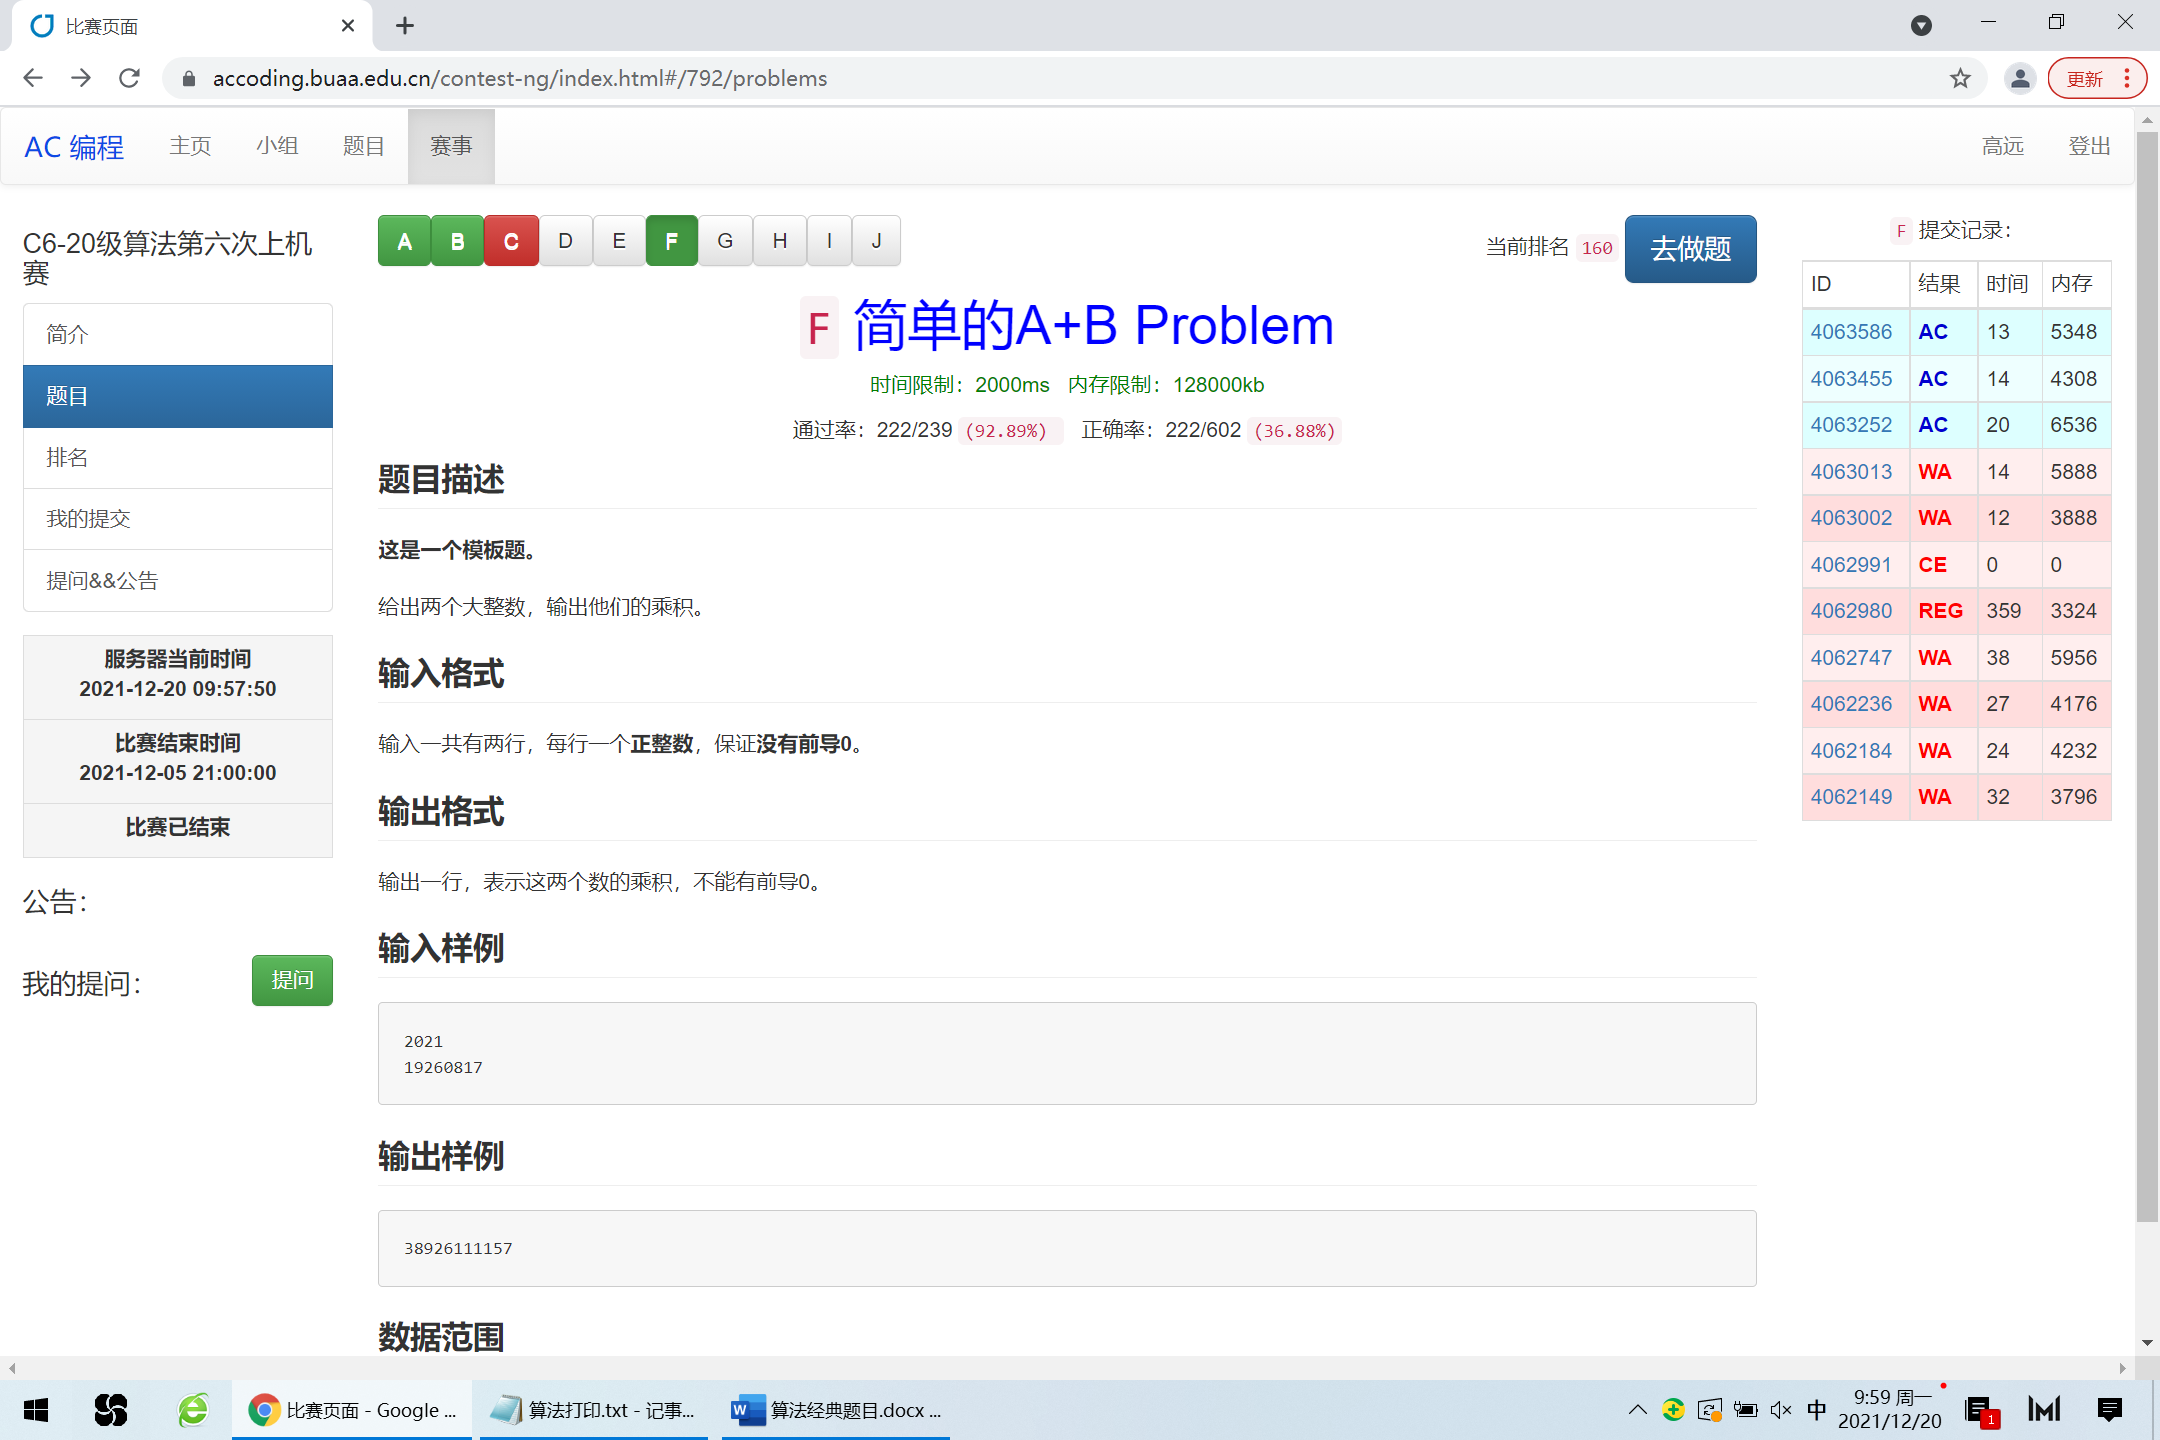 比赛页面
accoding.buaa.edu.cn/contest-ng/index.html#/792/problems
更新
AC 编程 主页 小组 题目 赛事 高远 登出
C6-20级算法第六次上机
赛
简介
题目
排名
我的提交
提问&&公告
服务器当前时间
2021-12-20 09:57:50
比赛结束时间
2021-12-05 21:00:00
比赛已结束
公告：
我的提问：
提问
A B C D E F G H I J
当前排名 160 去做题
F 简单的A+B Problem
时间限制：2000ms 内存限制：128000kb
通过率：222/239 (92.89%) 正确率：222/602 (36.88%)
题目描述
这是一个模板题。
给出两个大整数，输出他们的乘积。
输入格式
输入一共有两行，每行一个正整数，保证没有前导0。
输出格式
输出一行，表示这两个数的乘积，不能有前导0。
输入样例
2021
19260817
输出样例
38926111157
数据范围
F 提交记录：
ID 结果 时间 内存
4063586 AC 13 5348
4063455 AC 14 4308
4063252 AC 20 6536
4063013 WA 14 5888
4063002 WA 12 3888
4062991 CE 0 0
4062980 REG 359 3324
4062747 WA 38 5956
4062236 WA 27 4176
4062184 WA 24 4232
4062149 WA 32 3796
比赛页面 - Google ...
算法打印.txt - 记事...
算法经典题目.docx ...
中
9:59 周一
2021/12/20
1